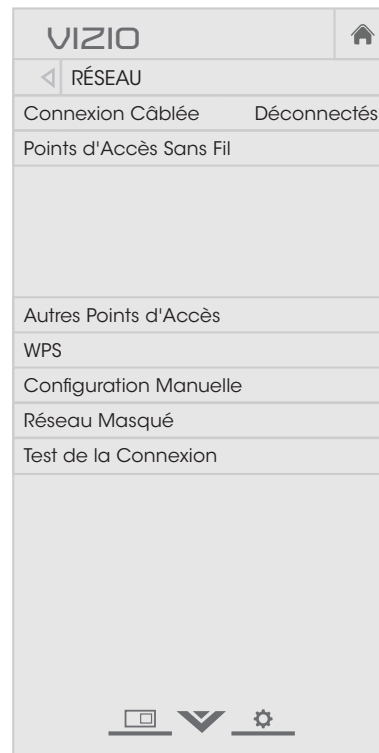 VIZIO
RÉSEAU
Connexion Câblée Déconnectés
Points d'Accès Sans Fil
Autres Points d'Accès
WPS
Configuration Manuelle
Réseau Masqué
Test de la Connexion